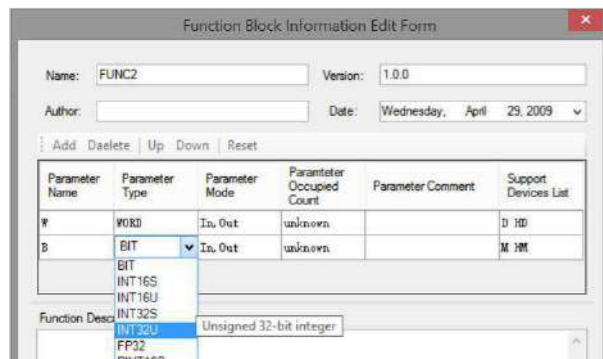 Function Block Information Edit Form
Name: FUNC2 Version: 1.0.0
Author: Date: Wednesday, April 29, 2009
Add Daelete Up Down Reset
Parameter Name Parameter Type Parameter Mode Paramteter Occupied Count Parameter Comment Support Devices List
W WORD In, Out unknown D HD
B BIT In, Out unknown M HM
BIT
INT16S
INT16U
INT32S
Function Desc
INT32U Unsigned 32-bit integer
FP32